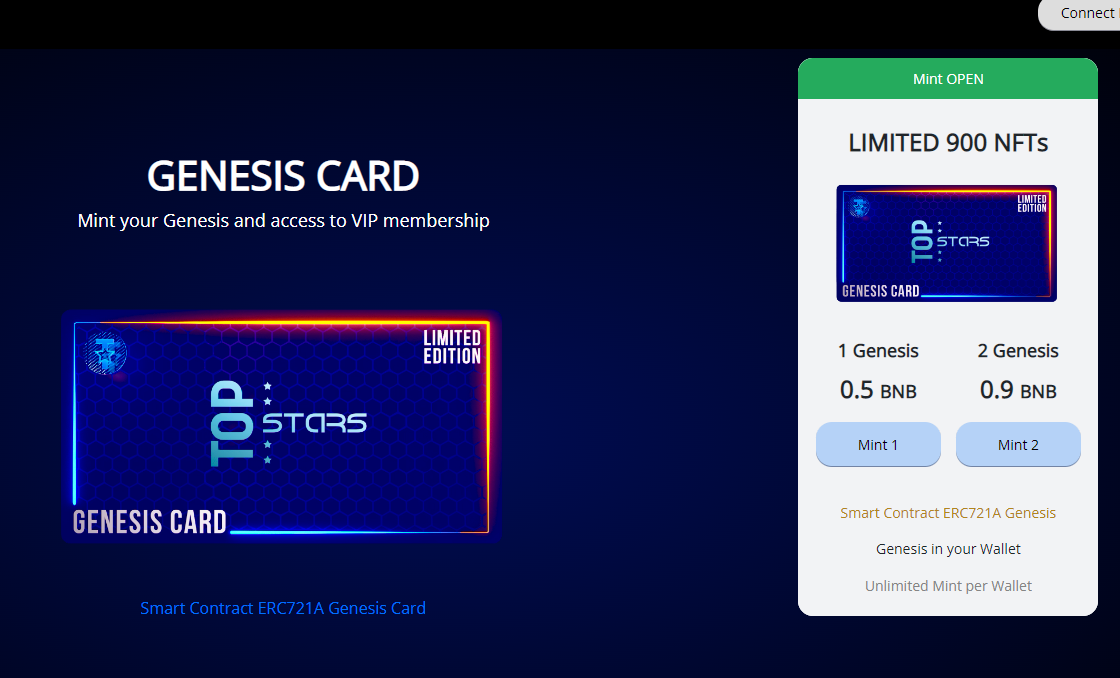 Connect
Mint OPEN
LIMITED 900 NFTs
GENESIS CARD
Mint your Genesis and access to VIP membership
LIMITED
EDITION
TOP
STARS
GENESIS CARD
LIMITED
EDITION
TOP
STARS
GENESIS CARD
1 Genesis
2 Genesis
0.5 BNB
0.9 BNB
Mint 1
Mint 2
Smart Contract ERC721A Genesis
Genesis in your Wallet
Unlimited Mint per Wallet
Smart Contract ERC721A Genesis Card